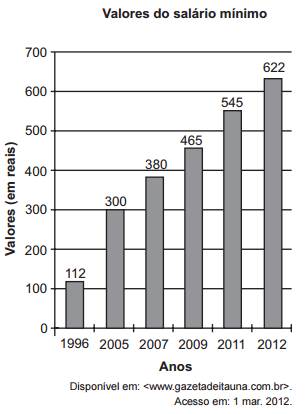 Valores do salário mínimo
Valores (em reais)
700
600
500
400
300
200
100
0
112
300
380
465
545
622
1996 2005 2007 2009 2011 2012
Anos
Disponível em: <www.gazetadeitauna.com.br>.
Acesso em: 1 mar. 2012.